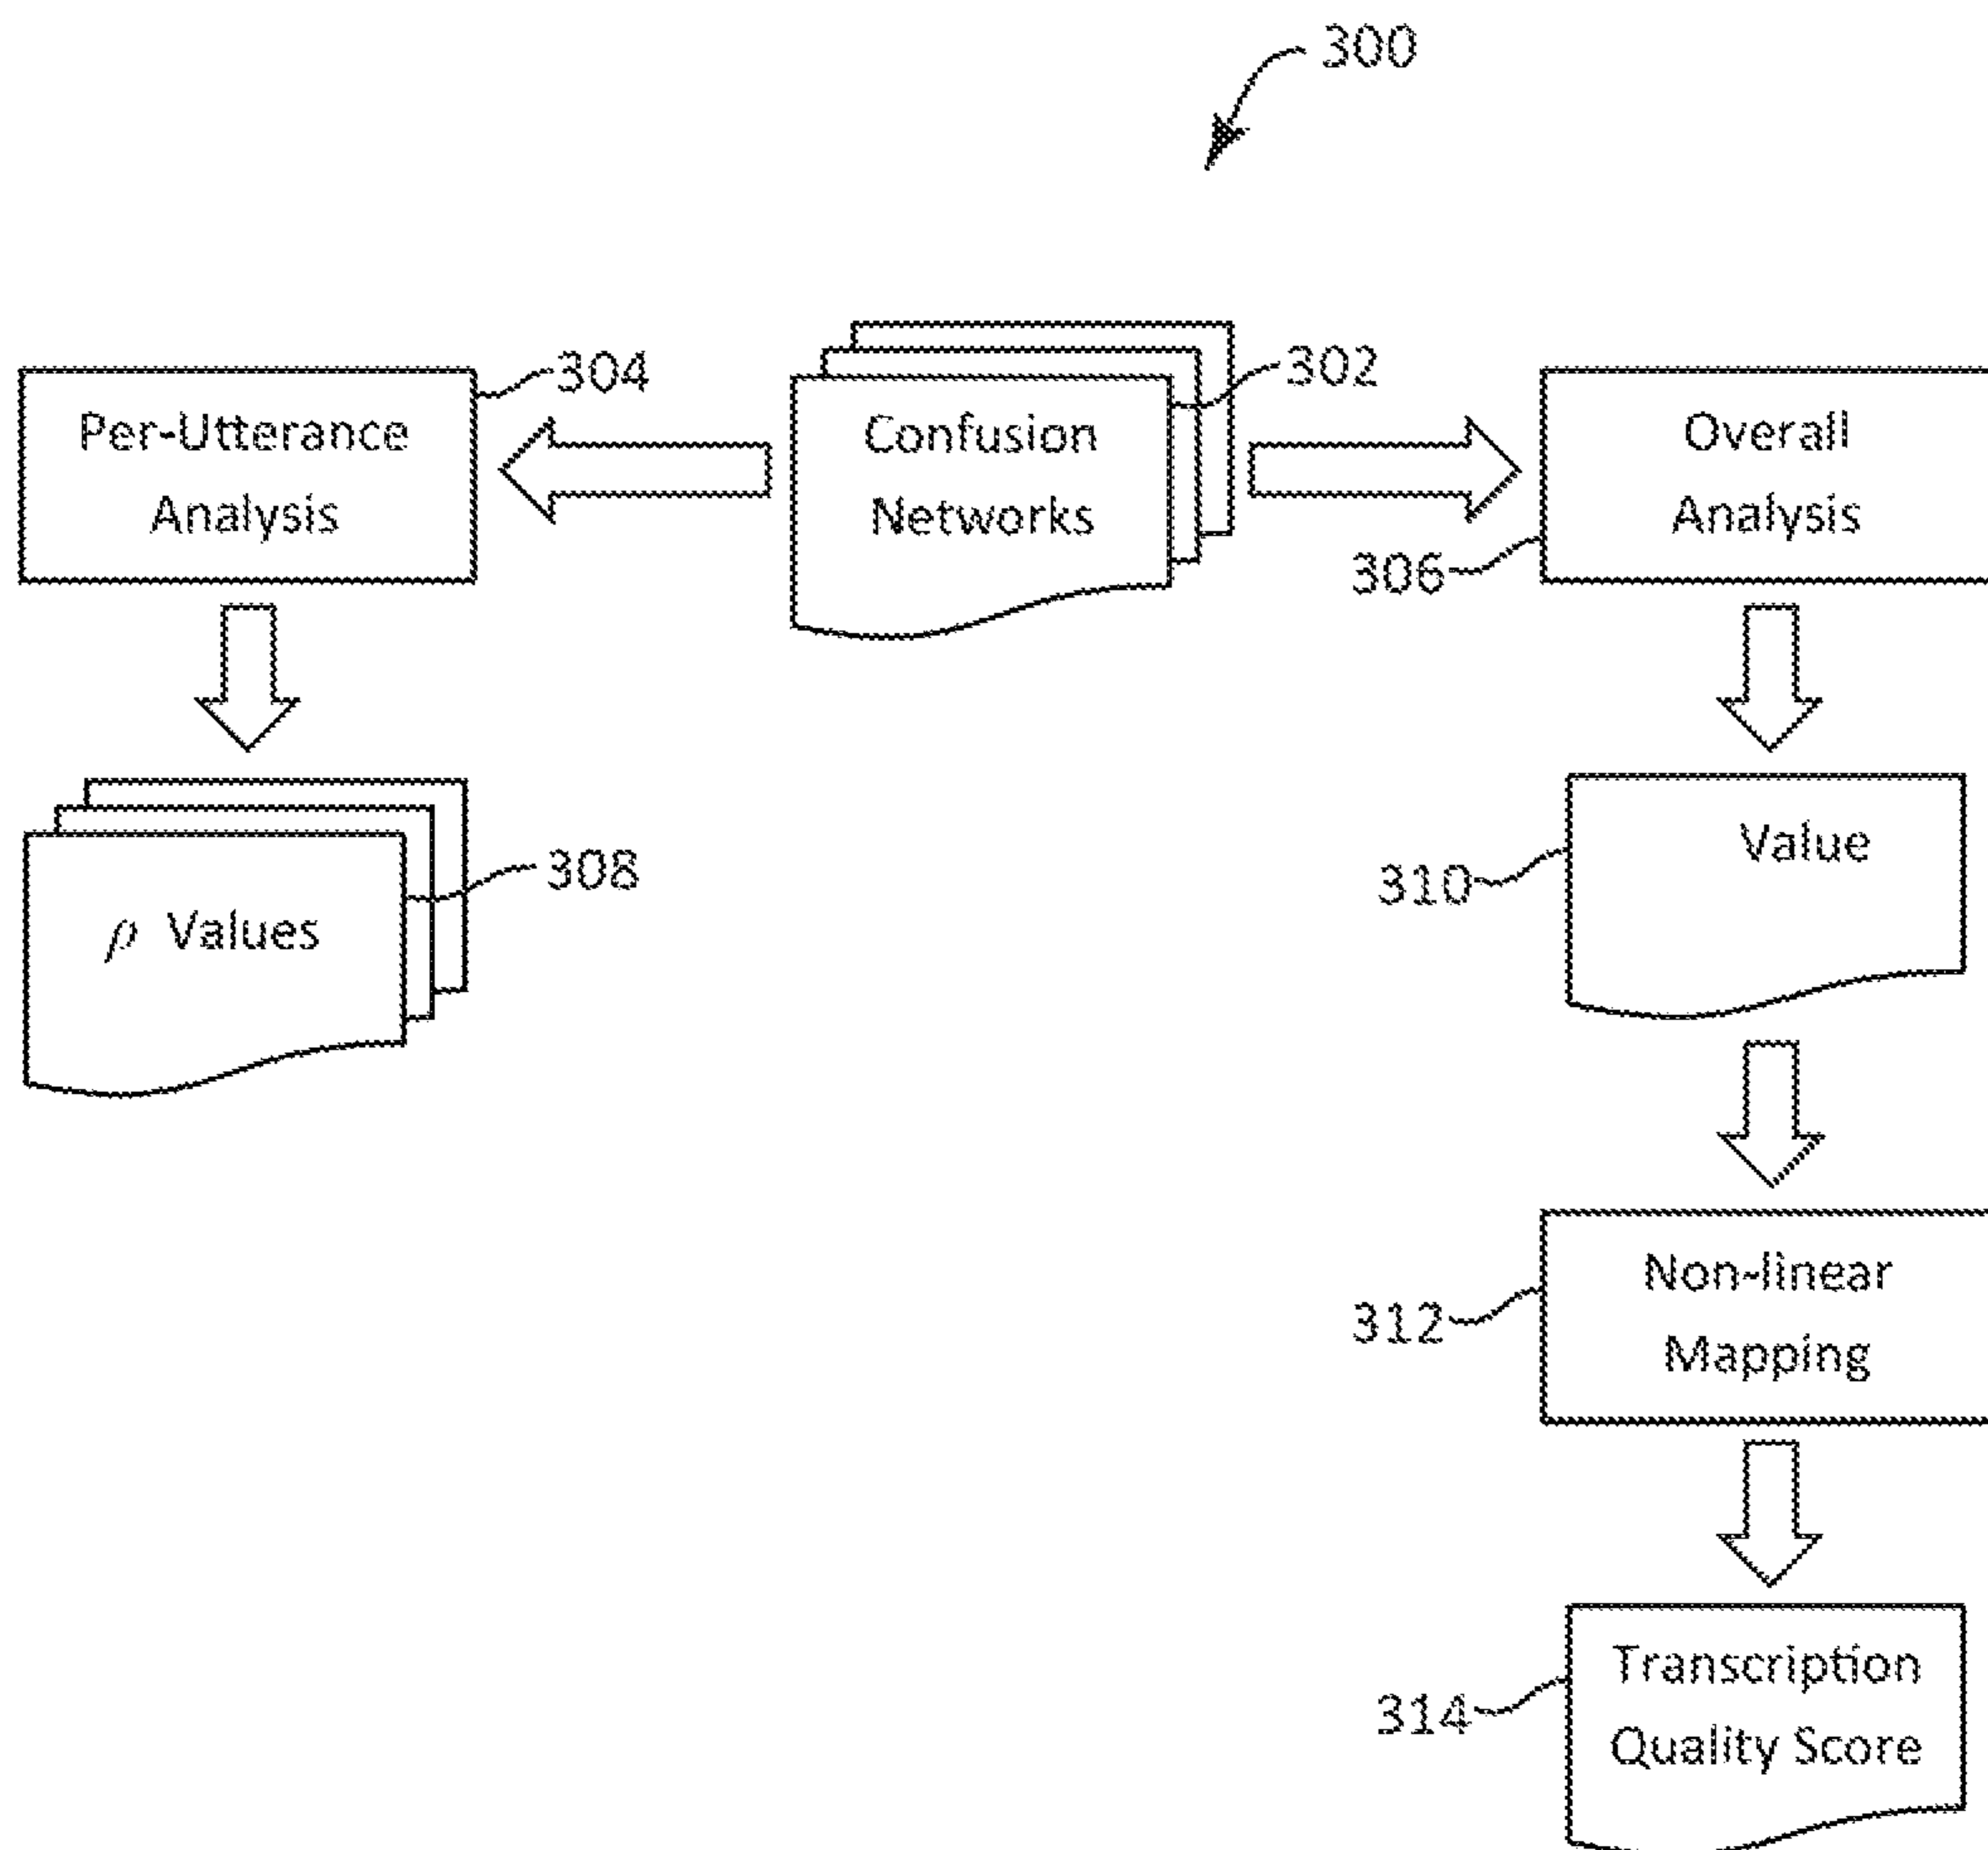 300
304
Per-Utterance
Analysis
302
Confusion
Networks
Overall
Analysis
306
308
ρ Values
310
Value
312
Non-linear
Mapping
314
Transcription
Quality Score